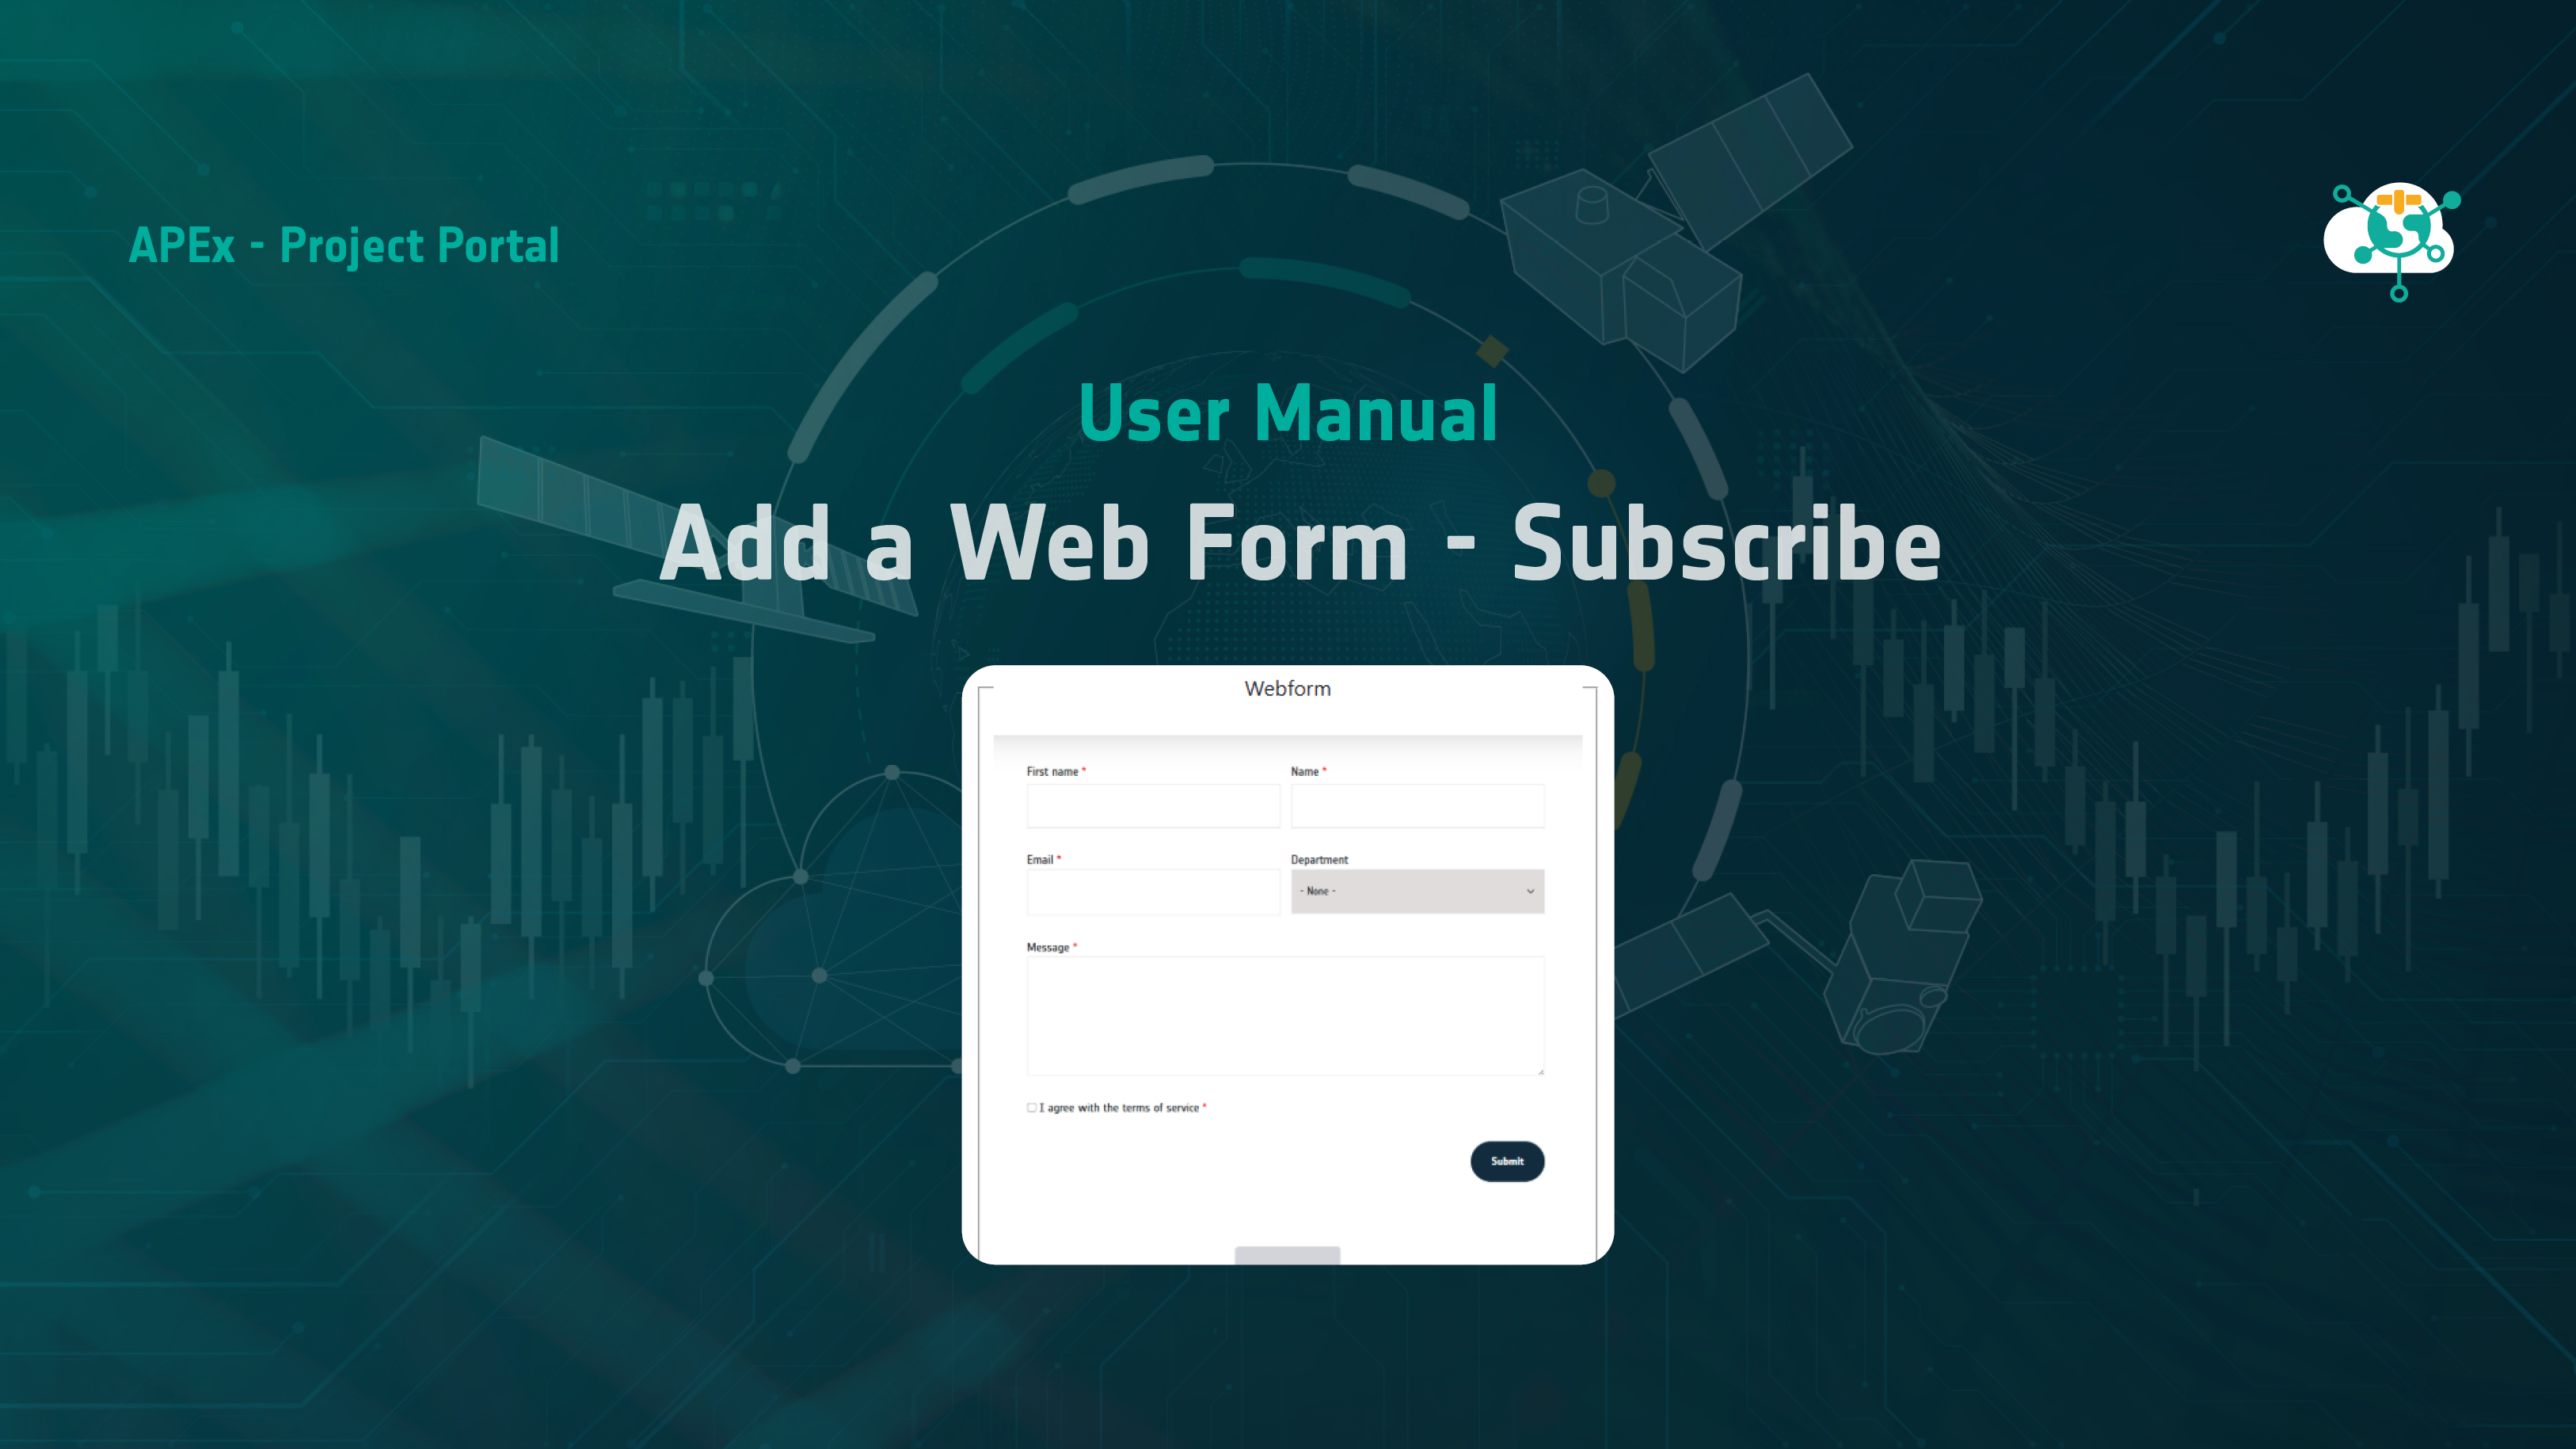 APEx - Project Portal
User Manual
Add a Web Form - Subscribe
Webform
First name *
Name *
Email *
Department
- None -
Message *
I agree with the terms of service *
Submit